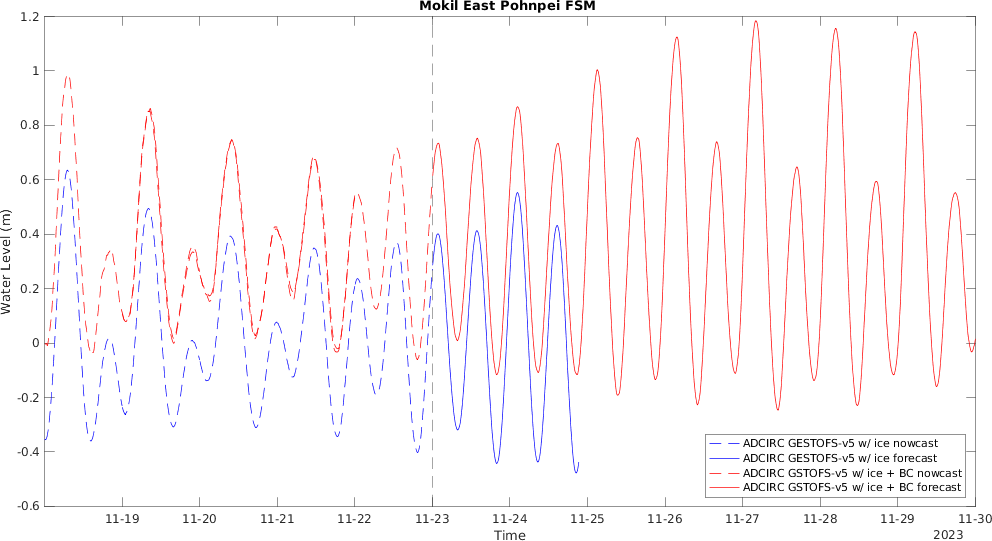 Mokil East Pohnpei FSM
1.2
1
0.8
0.6
0.4
0.2
0
-0.2
-0.4
-0.6
Water Level (m)
ADCIRC GESTOFS-v5 w/ ice nowcast
ADCIRC GESTOFS-v5 w/ ice forecast
ADCIRC GSTOFS-v5 w/ ice + BC nowcast
ADCIRC GSTOFS-v5 w/ ice + BC forecast
11-19 11-20 11-21 11-22 11-23 11-24 11-25 11-26 11-27 11-28 11-29 11-30
Time
2023